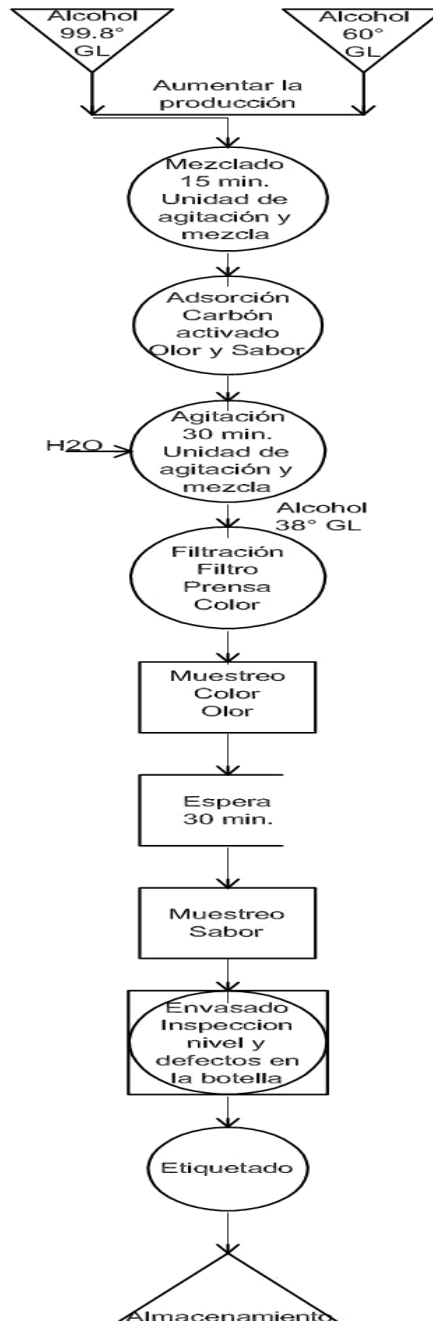 Alcohol
99.8°
GL
Alcohol
60°
GL
Aumentar la
producción
Mezclado
15 min.
Unidad de
agitación y
mezcla
Adsorción
Carbón
activado
Olor y Sabor
H2O
Agitación
30 min.
Unidad de
agitación y
mezcla
Alcohol
38° GL
Filtración
Filtro
Prensa
Color
Muestreo
Color
Olor
Espera
30 min.
Muestreo
Sabor
Envasado
Inspeccion
nivel y
defectos en
la botella
Etiquetado
Almacenamiento